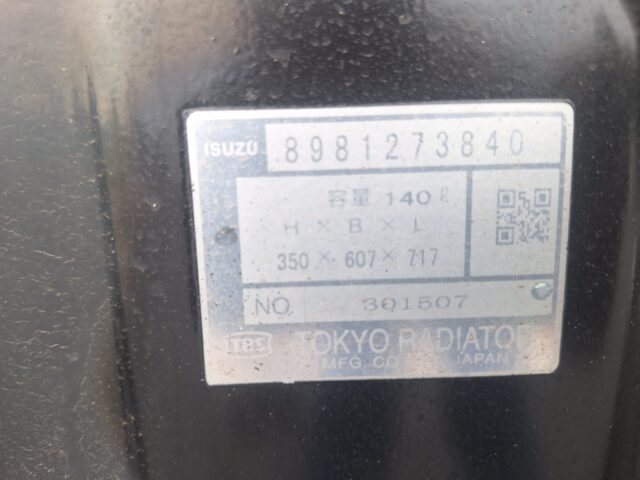 ISUZU 8981273840
容量 140ℓ
H × B × L
350 × 607 × 717
NO 301507
TRS TOKYO RADIATOR
MFG. CO. JAPAN